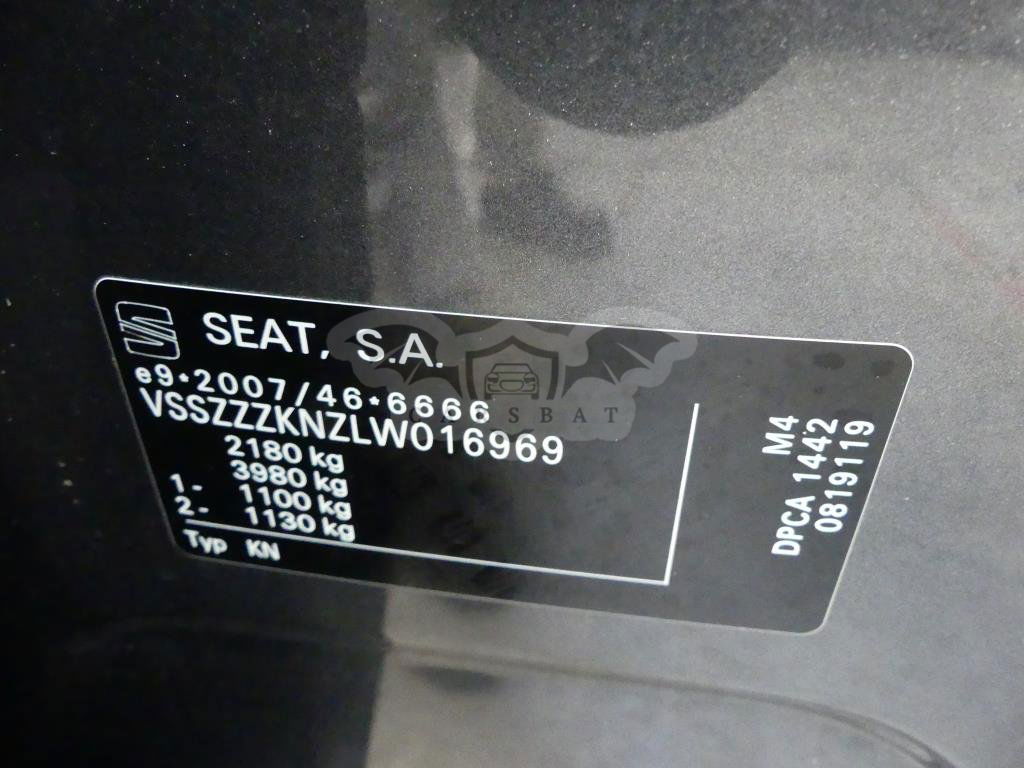 SEAT, S.A.
e9*2007/46*6666
VSSZZZKNZLW016969
2180 kg
3980 kg
1- 1100 kg
2- 1130 kg
Typ KN
M4
DPCA 1442
0819119
CARSBAT